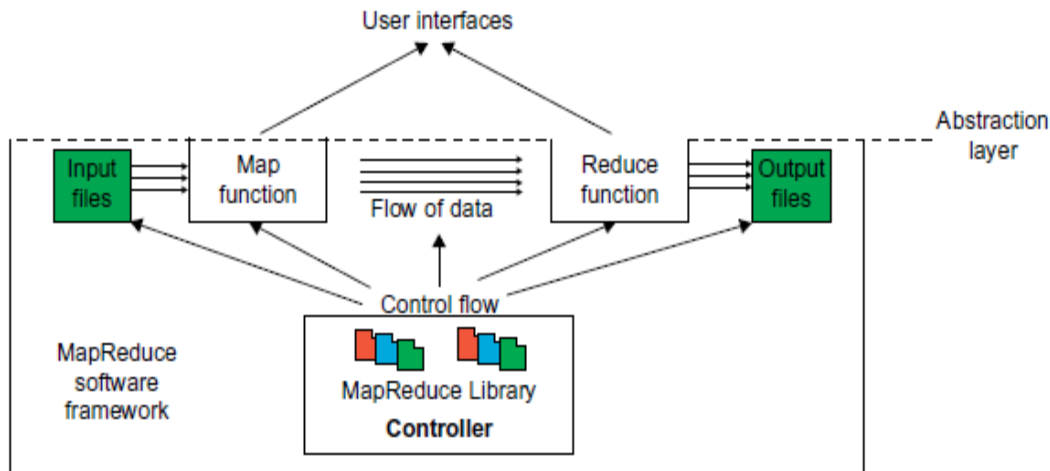 User interfaces
Abstraction
layer
Input
files
Map
function
Flow of data
Reduce
function
Output
files
Control flow
MapReduce
software
framework
MapReduce Library
Controller